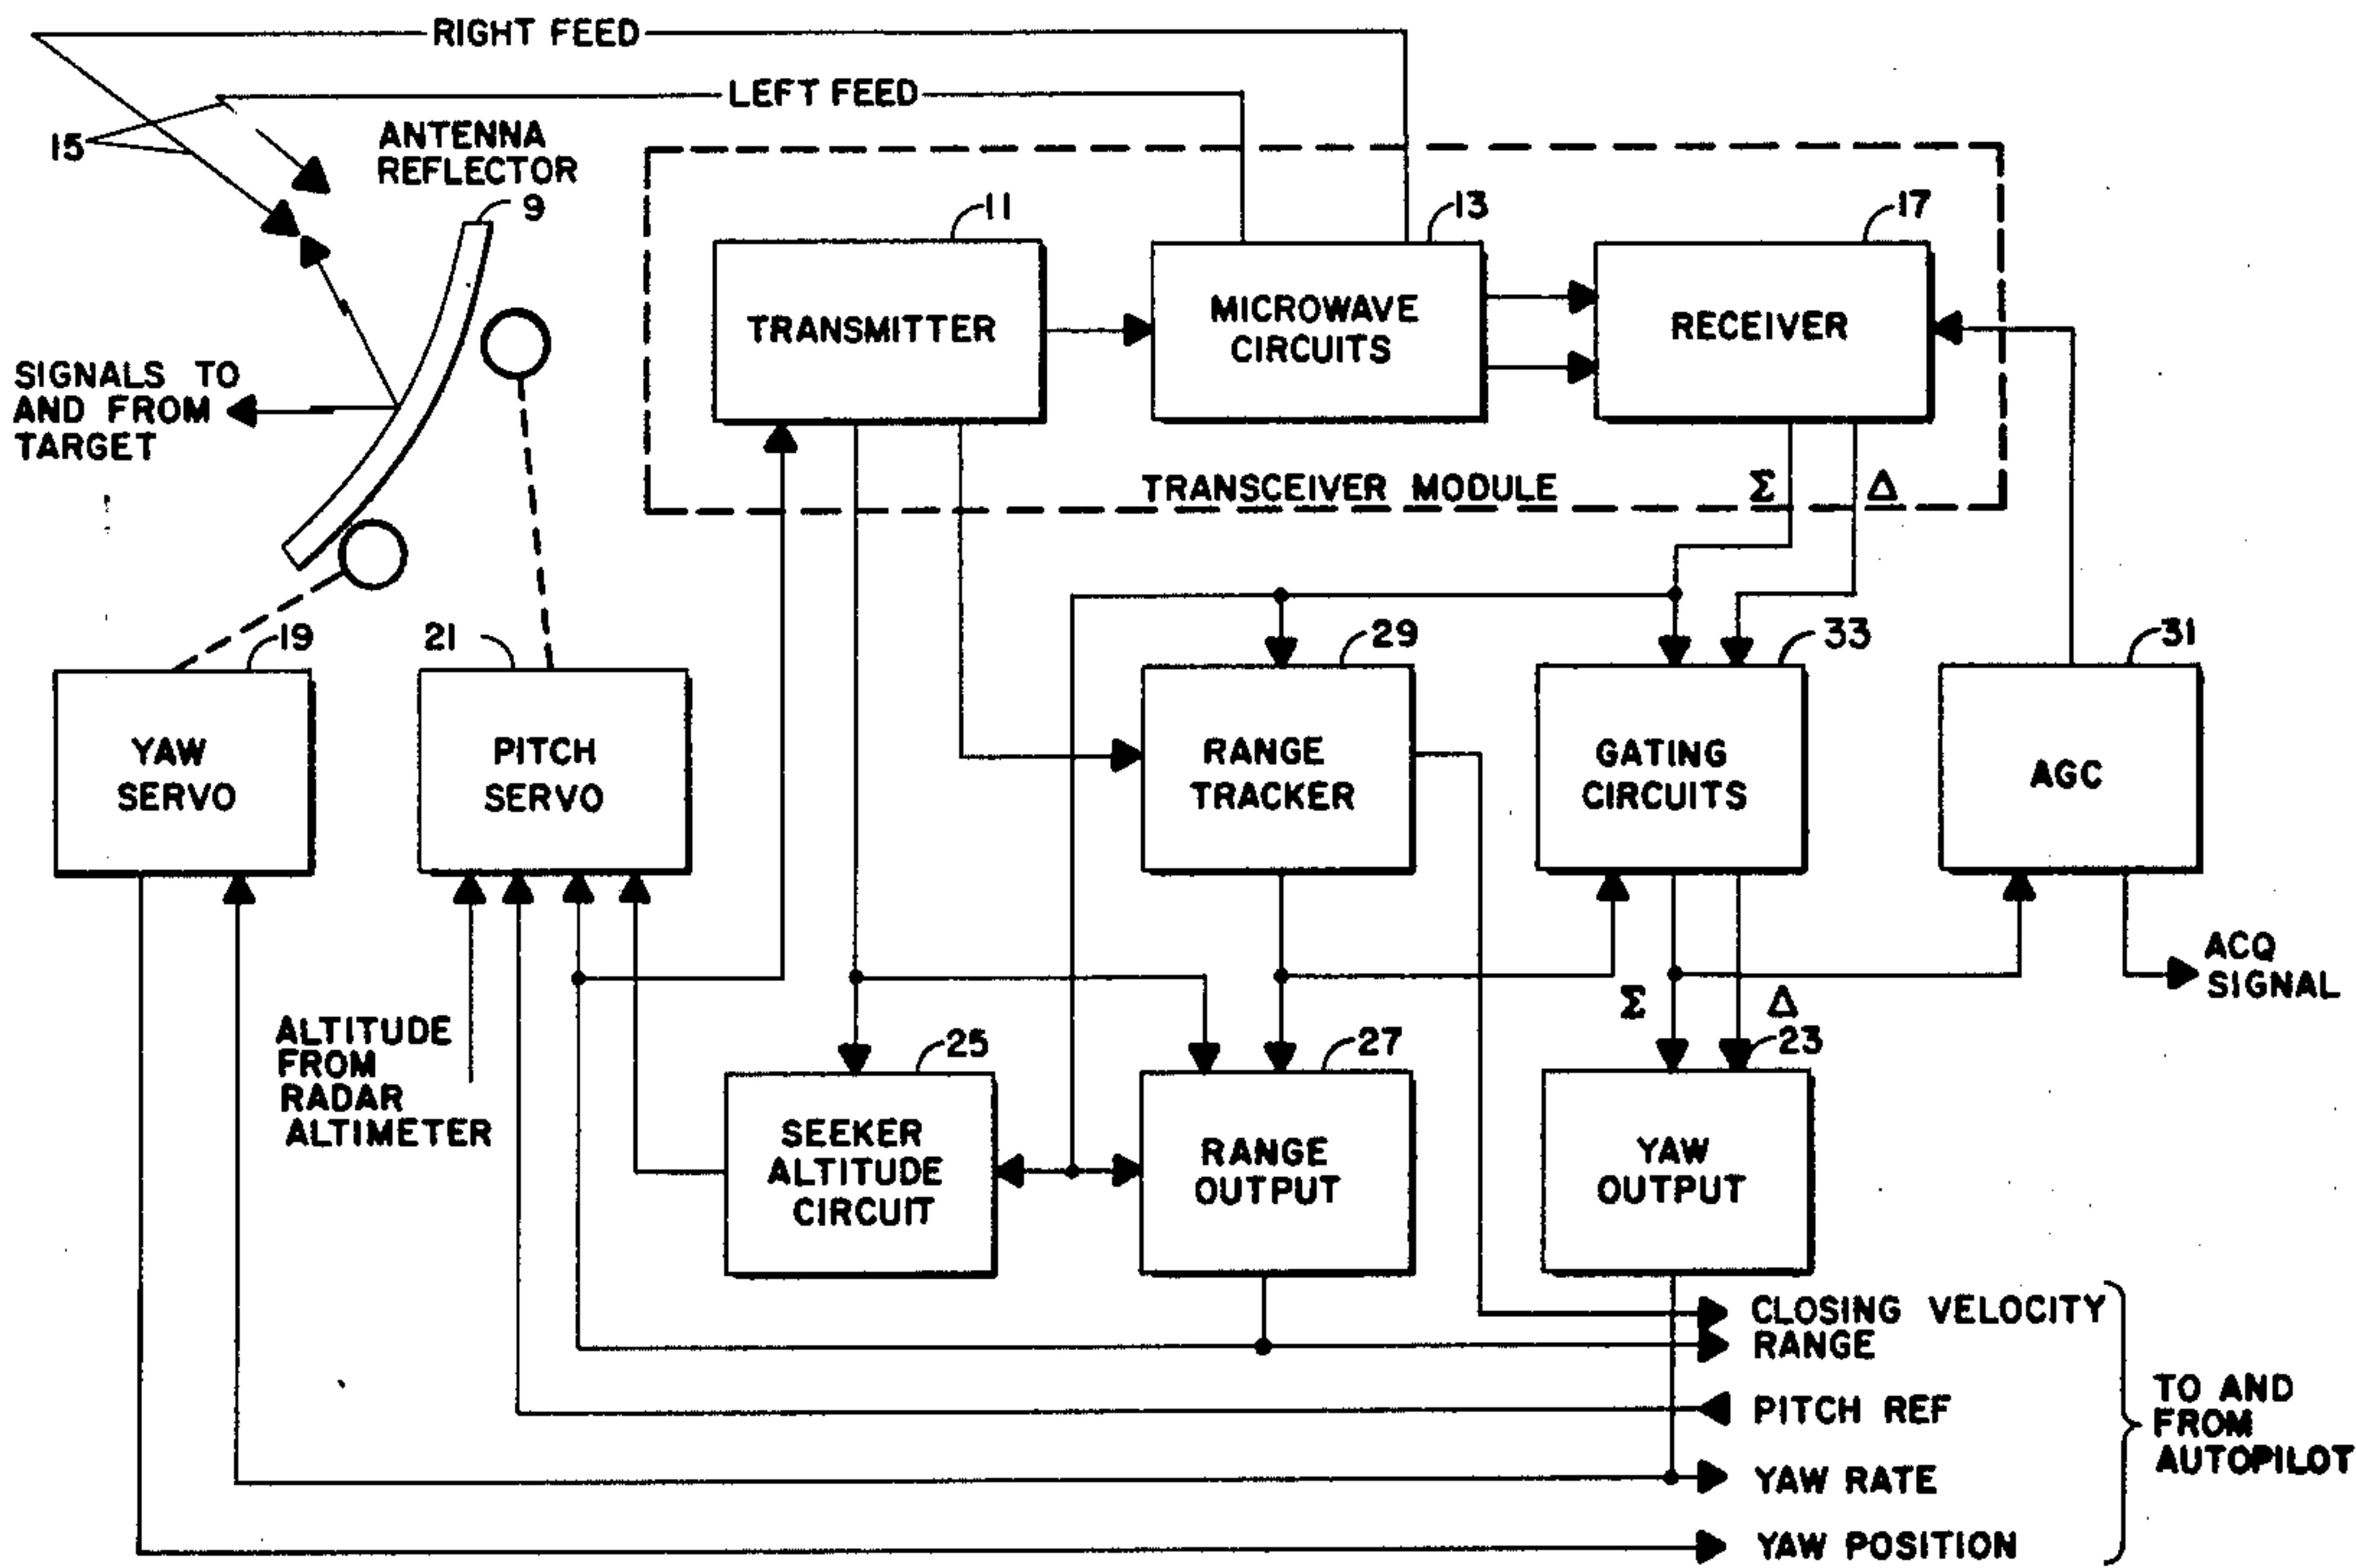 RIGHT FEED
LEFT FEED
15
ANTENNA
REFLECTOR
9
11
13
17
TRANSMITTER
MICROWAVE
CIRCUITS
RECEIVER
SIGNALS TO
AND FROM
TARGET
TRANSCEIVER MODULE
Σ
Δ
19
21
29
33
31
YAW
SERVO
PITCH
SERVO
RANGE
TRACKER
GATING
CIRCUITS
AGC
ACQ
SIGNAL
Σ
Δ
ALTITUDE
FROM
RADAR
ALTIMETER
25
27
23
SEEKER
ALTITUDE
CIRCUIT
RANGE
OUTPUT
YAW
OUTPUT
CLOSING VELOCITY
RANGE
PITCH REF
YAW RATE
YAW POSITION
TO AND
FROM
AUTOPILOT